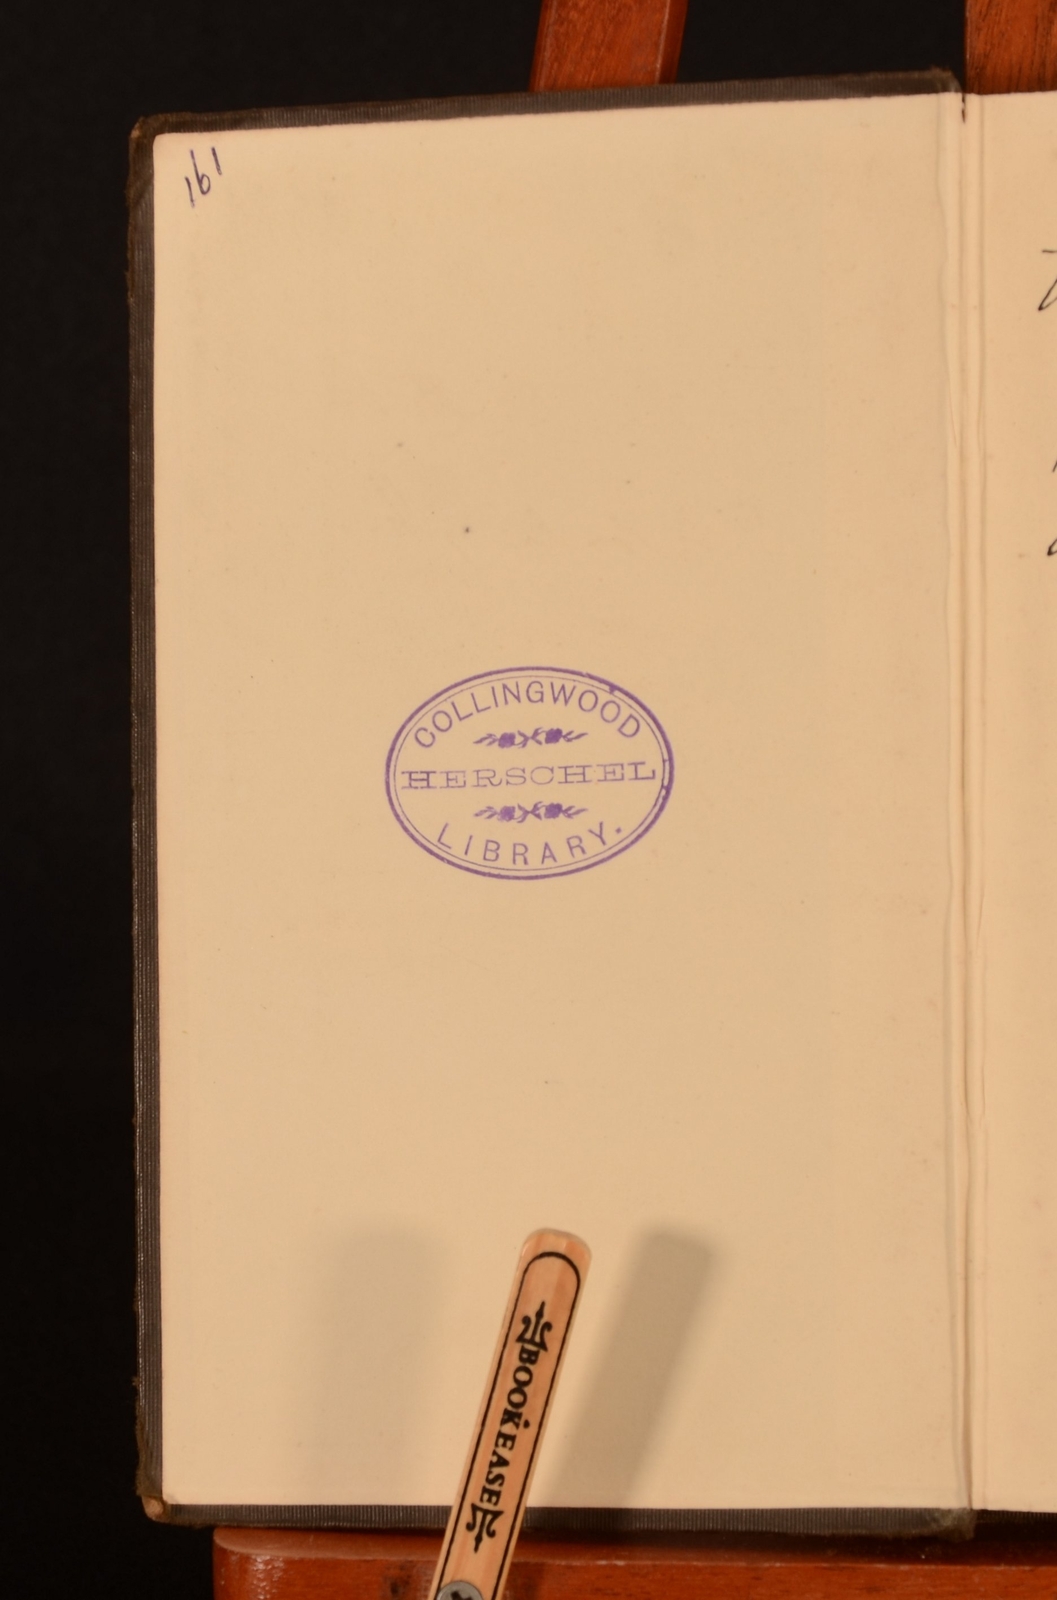 161
COLLINGWOOD
HERSCHEL
LIBRARY.
BOOKEASE